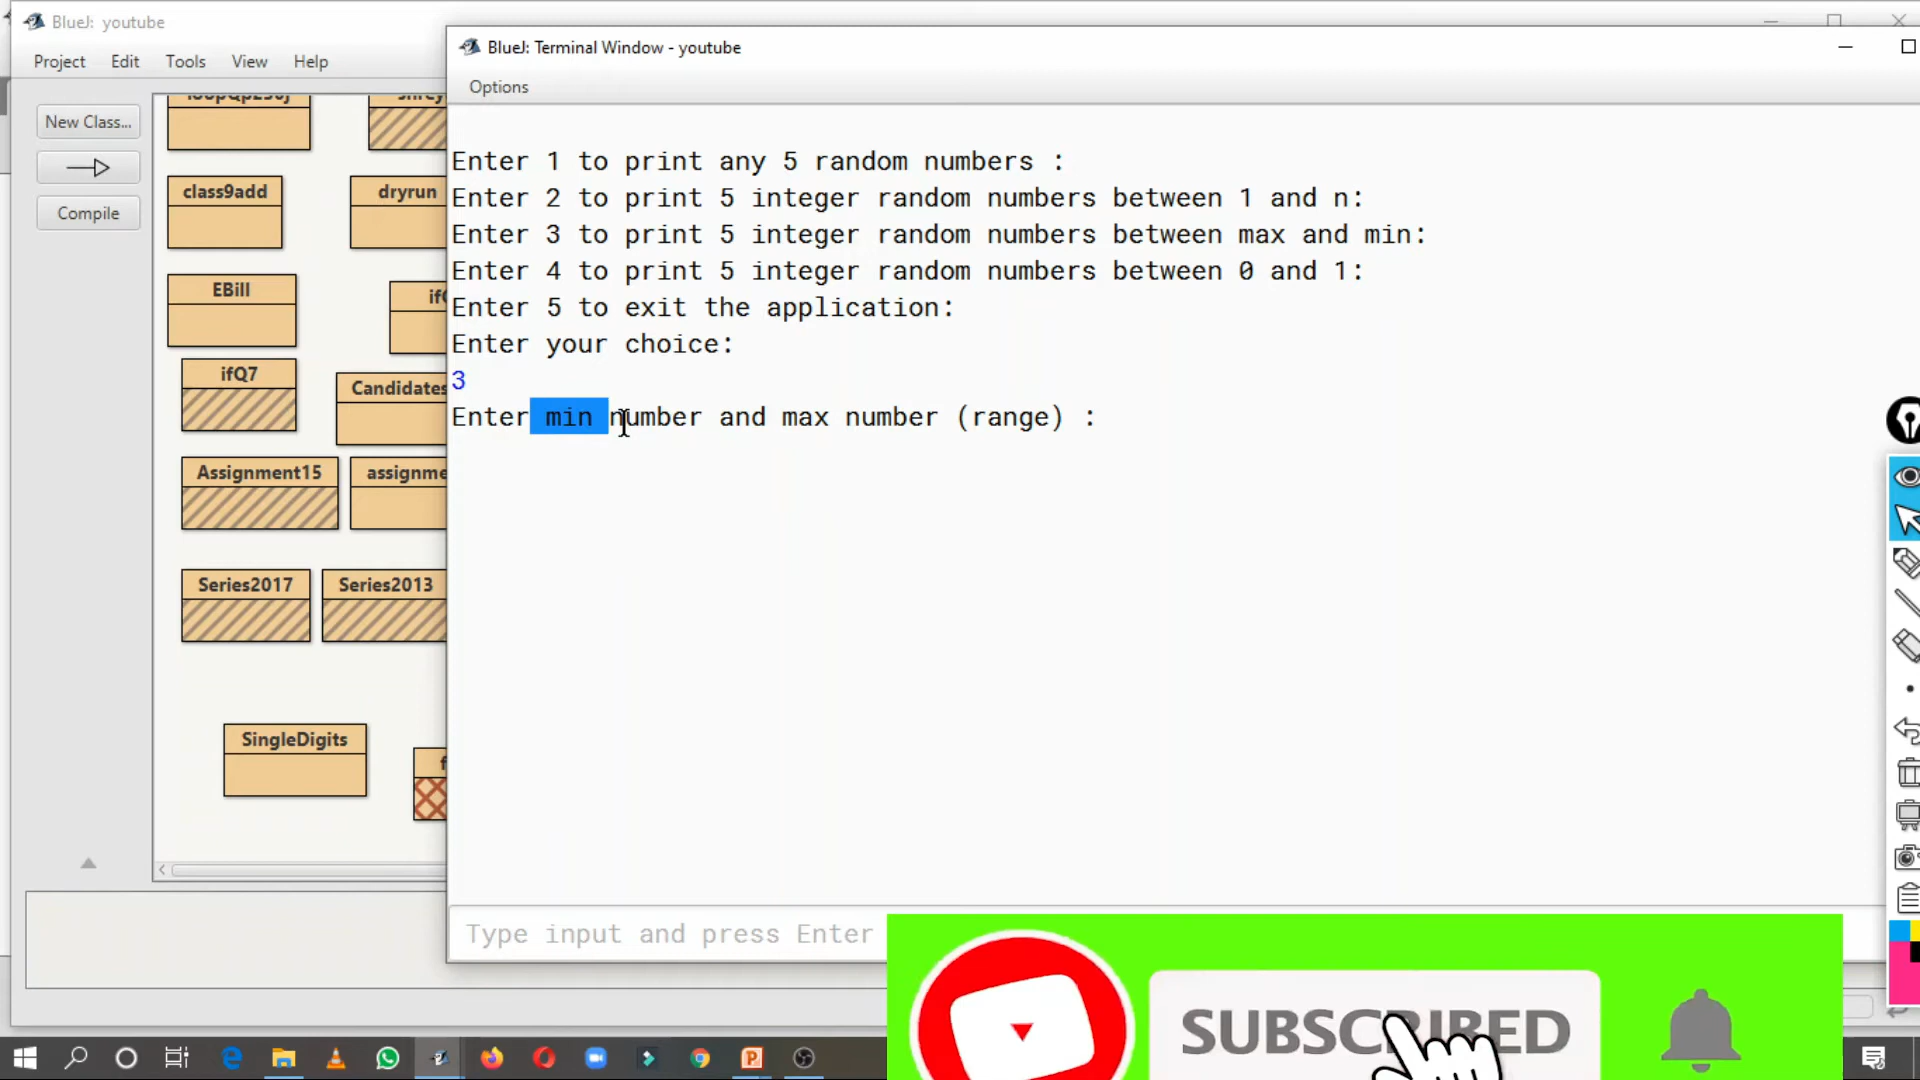 BlueJ: youtube
Project Edit Tools View Help
New Class...
Compile
class9add
dryrun
EBill
ifQ7
Candidates
Assignment15
assignme
Series2017
Series2013
SingleDigits
BlueJ: Terminal Window - youtube
Options
Enter 1 to print any 5 random numbers :
Enter 2 to print 5 integer random numbers between 1 and n:
Enter 3 to print 5 integer random numbers between max and min:
Enter 4 to print 5 integer random numbers between 0 and 1:
Enter 5 to exit the application:
Enter your choice:
3
Enter min number and max number (range) :
Type input and press Enter
SUBSCRIBED